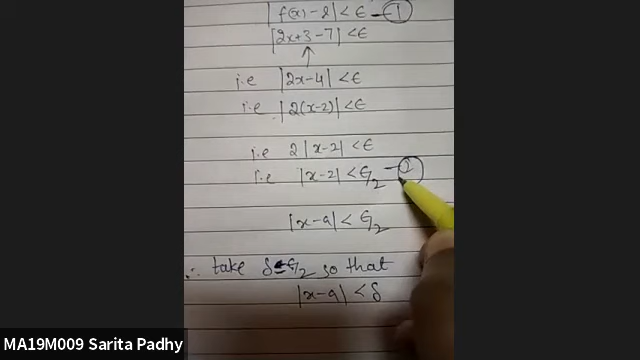 |f(x)-2| < ϵ —①
|2x+3-7| < ϵ
↑
i.e |2x-4| < ϵ
i.e |2(x-2)| < ϵ
i.e 2|x-2| < ϵ
i.e |x-2| < ϵ/2 —②
|x-a| < ϵ/2
∴ take δ≤ϵ/2 so that
|x-a| < δ
MA19M009 Sarita Padhy